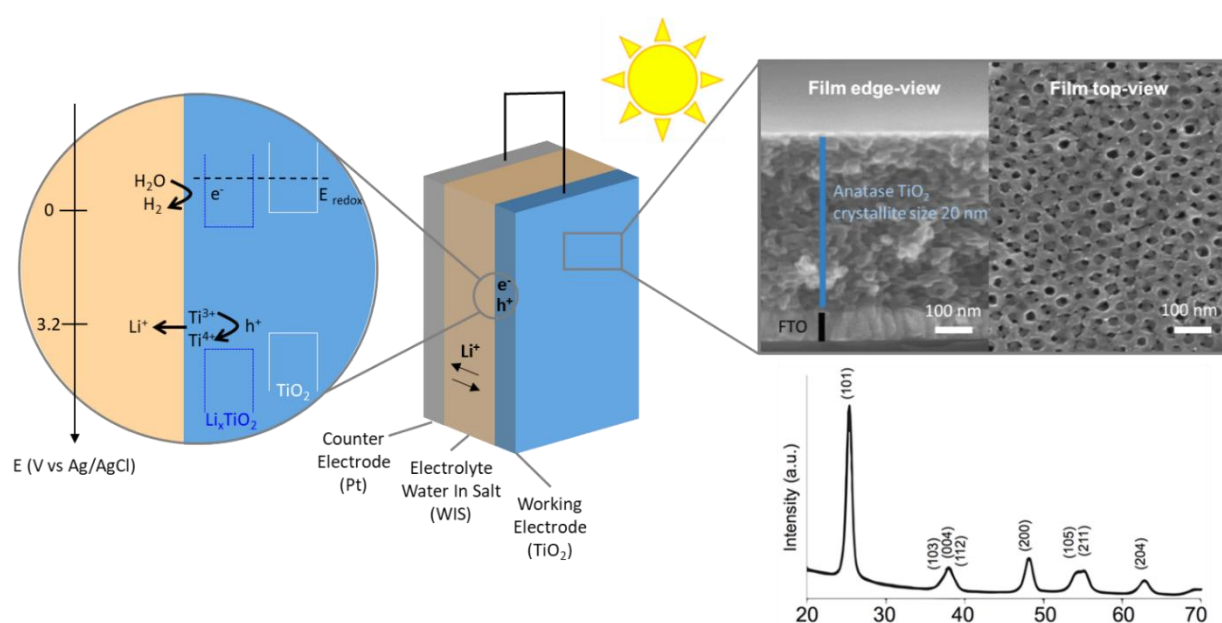 H₂O
H₂
e⁻
E redox
0
3.2
Li⁺
Ti³⁺
Ti⁴⁺
h⁺
TiO₂
LiₓTiO₂
E (V vs Ag/AgCl)
e⁻
h⁺
Li⁺
Counter
Electrode
(Pt)
Electrolyte
Water In Salt
(WIS)
Working
Electrode
(TiO₂)
Film edge-view
Anatase TiO₂
crystallite size 20 nm
100 nm
FTO
Film top-view
100 nm
Intensity (a.u.)
(101)
(103)
(004)
(112)
(200)
(105)
(211)
(204)
20 30 40 50 60 70